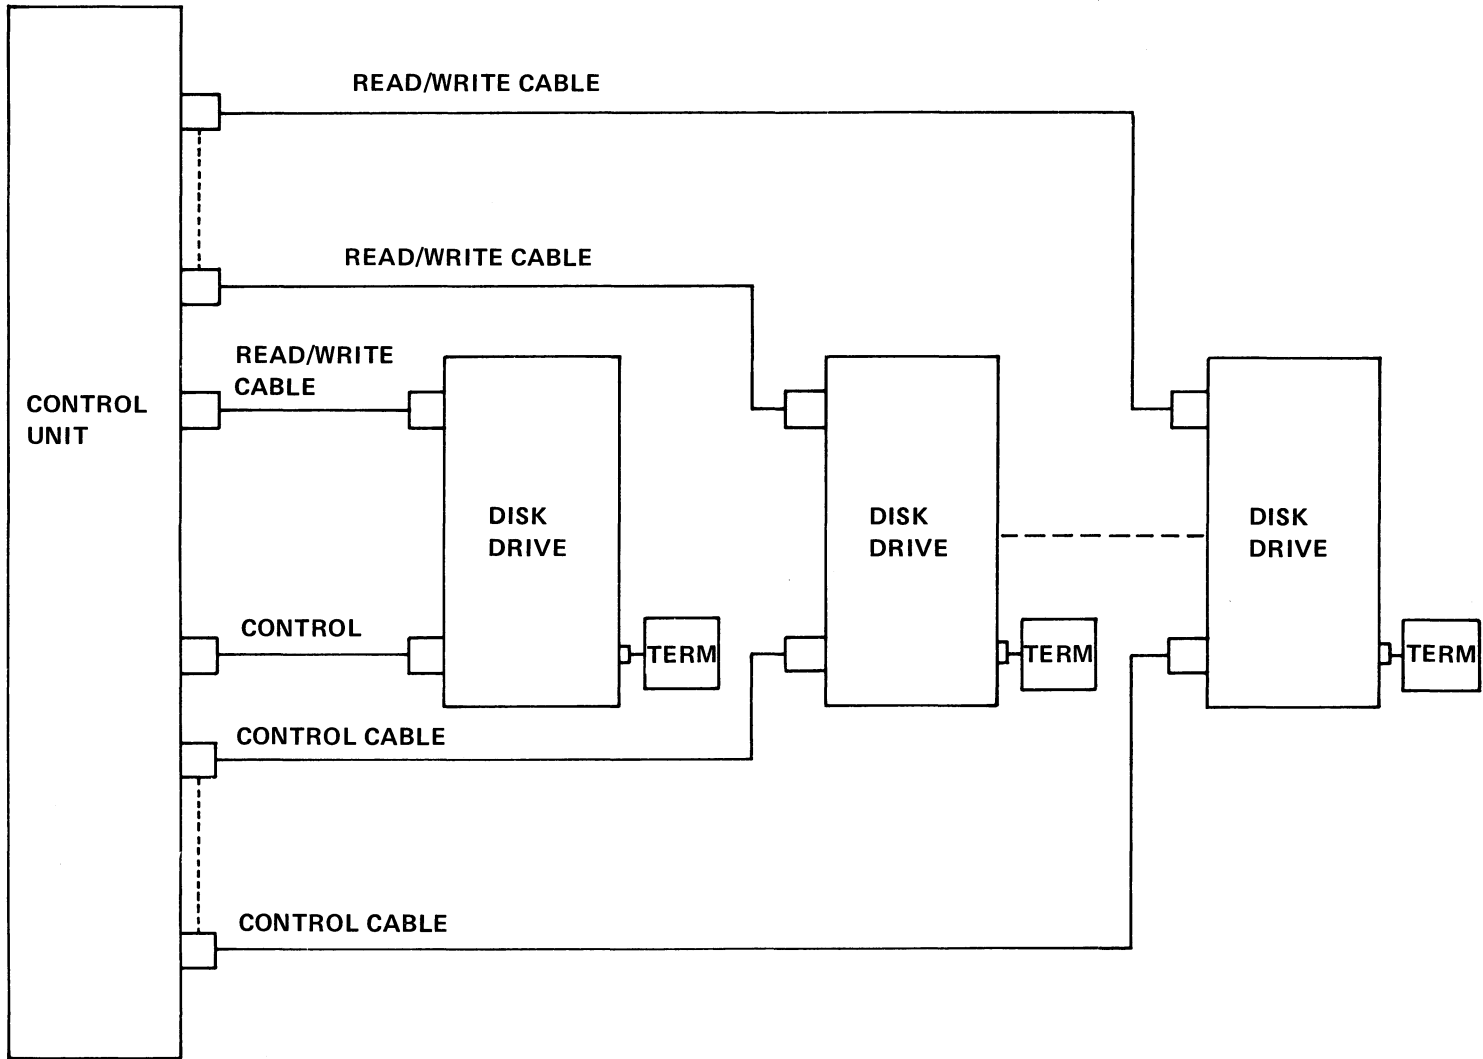 READ/WRITE CABLE
READ/WRITE CABLE
READ/WRITE
CABLE
CONTROL
UNIT
DISK
DRIVE
DISK
DRIVE
DISK
DRIVE
CONTROL
TERM
TERM
TERM
CONTROL CABLE
CONTROL CABLE